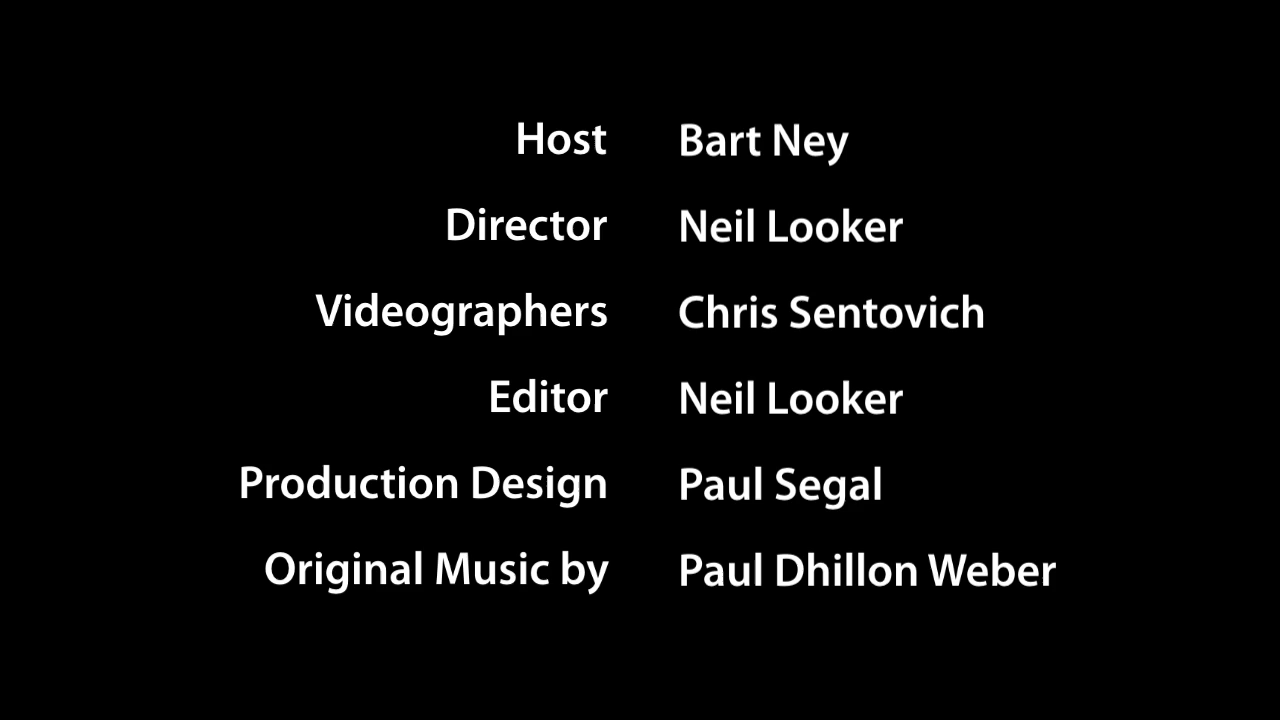 Host Bart Ney
Director Neil Looker
Videographers Chris Sentovich
Editor Neil Looker
Production Design Paul Segal
Original Music by Paul Dhillon Weber